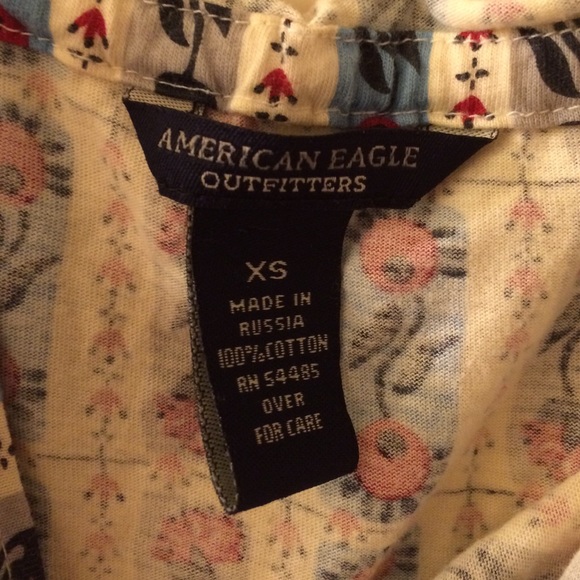 AMERICAN EAGLE
OUTFITTERS
XS
MADE IN
RUSSIA
100% COTTON
RN 54485
OVER
FOR CARE